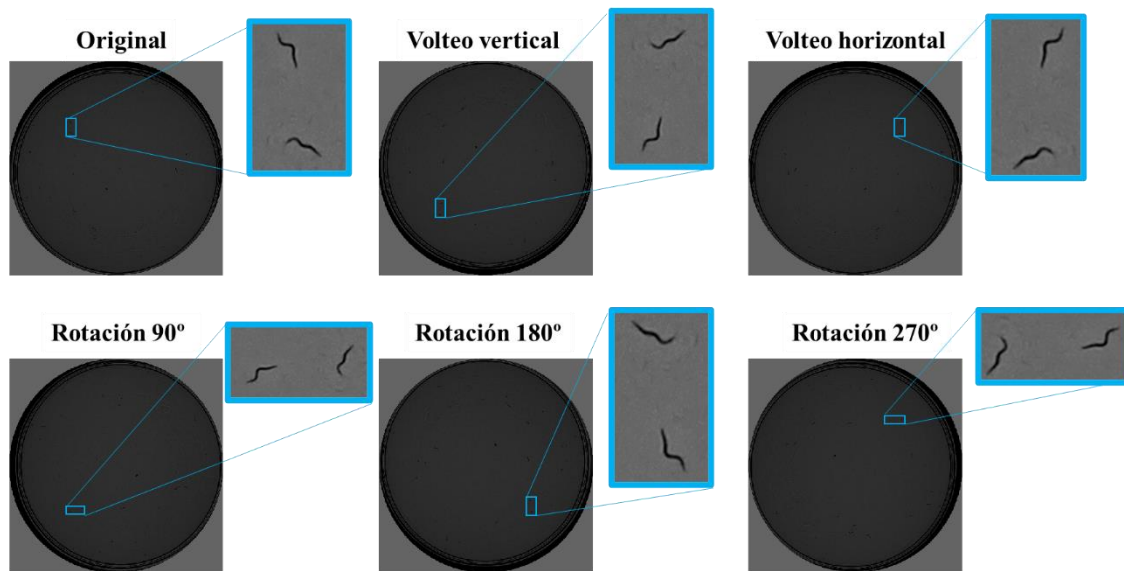 Original
Volteo vertical
Volteo horizontal
Rotación 90º
Rotación 180º
Rotación 270º